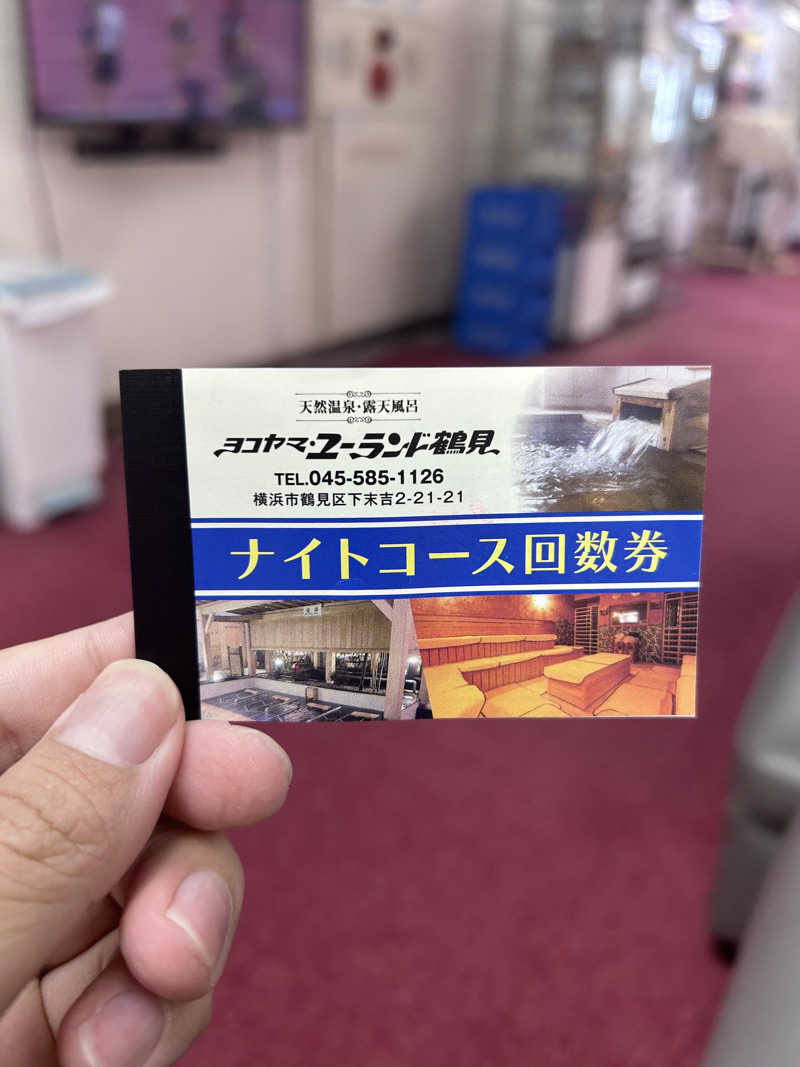 天然温泉・露天風呂
ヨコヤマ・ユーランド鶴見
TEL.045-585-1126
横浜市鶴見区下末吉2-21-21
ナイトコース回数券